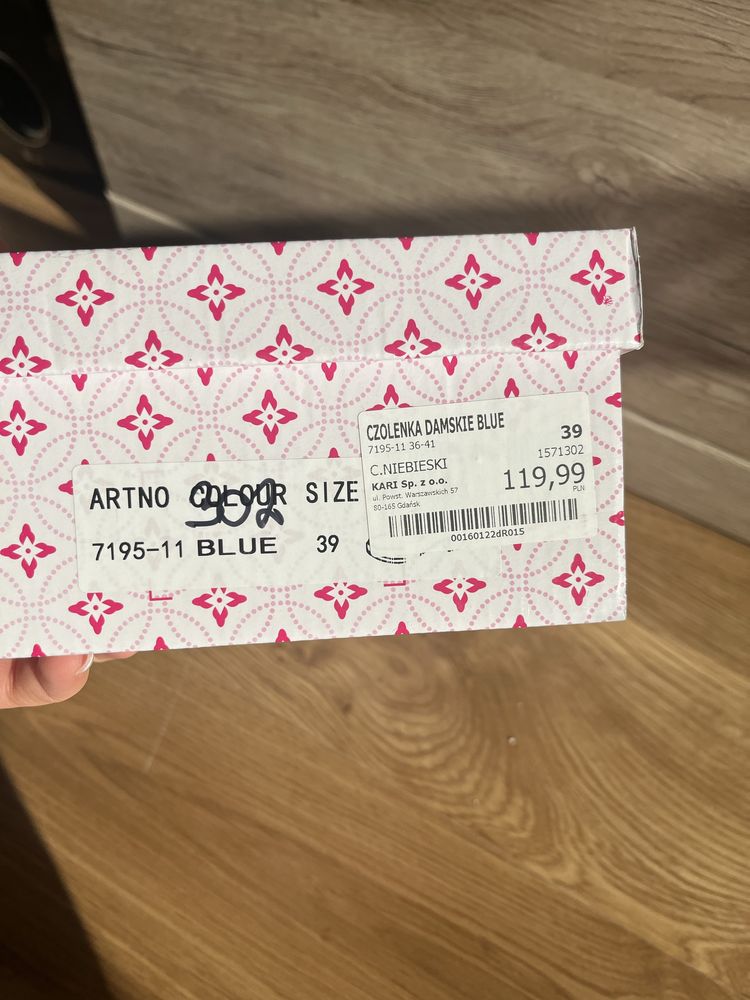 ARTNO COLOUR SIZE
302
7195-11 BLUE 39
CZOLENKA DAMSKIE BLUE
39
7195-11 36-41
1571302
C.NIEBIESKI
119,99
PLN
KARI Sp. z o.o.
ul. Powst. Warszawskich 57
80-165 Gdańsk
00160122dR015